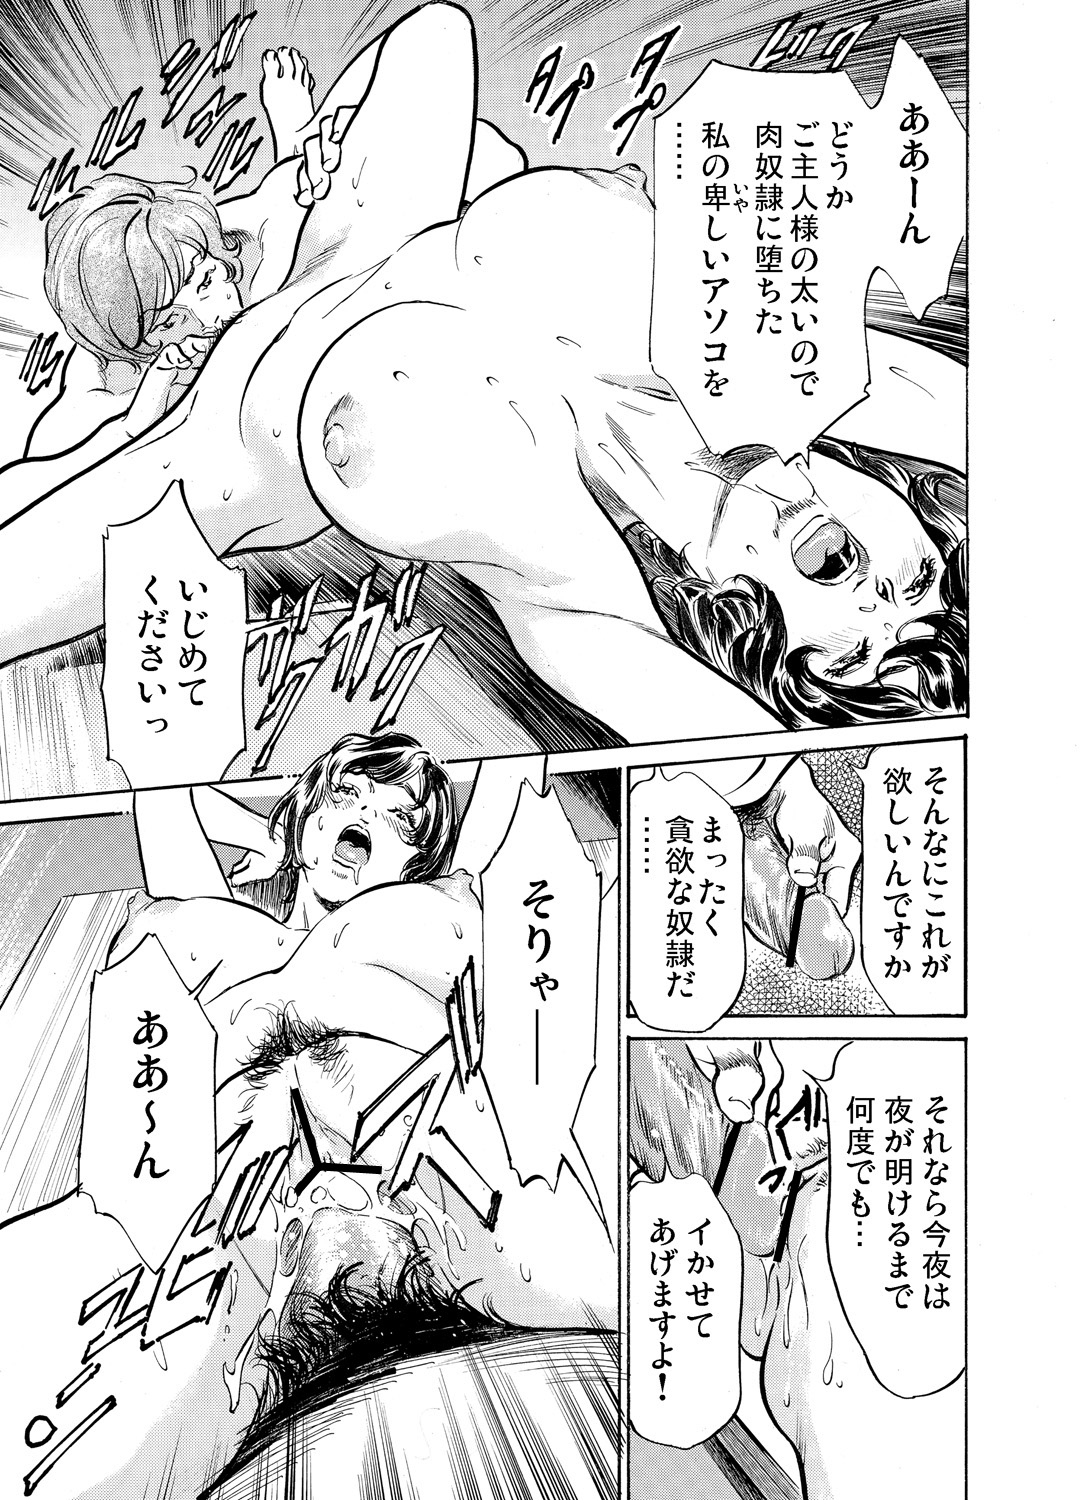 ああーん
どうか
ご主人様の太いので
肉奴隷に堕ちた
私の卑しいアソコを
……
いや
いじめて
くださいっ
そんなにこれが
欲しいんですか
まったく
貪欲な奴隷だ
……
それなら今夜は
夜が明けるまで
何度でも…
イかせて
あげますよ！
そりゃー
ああ～ん